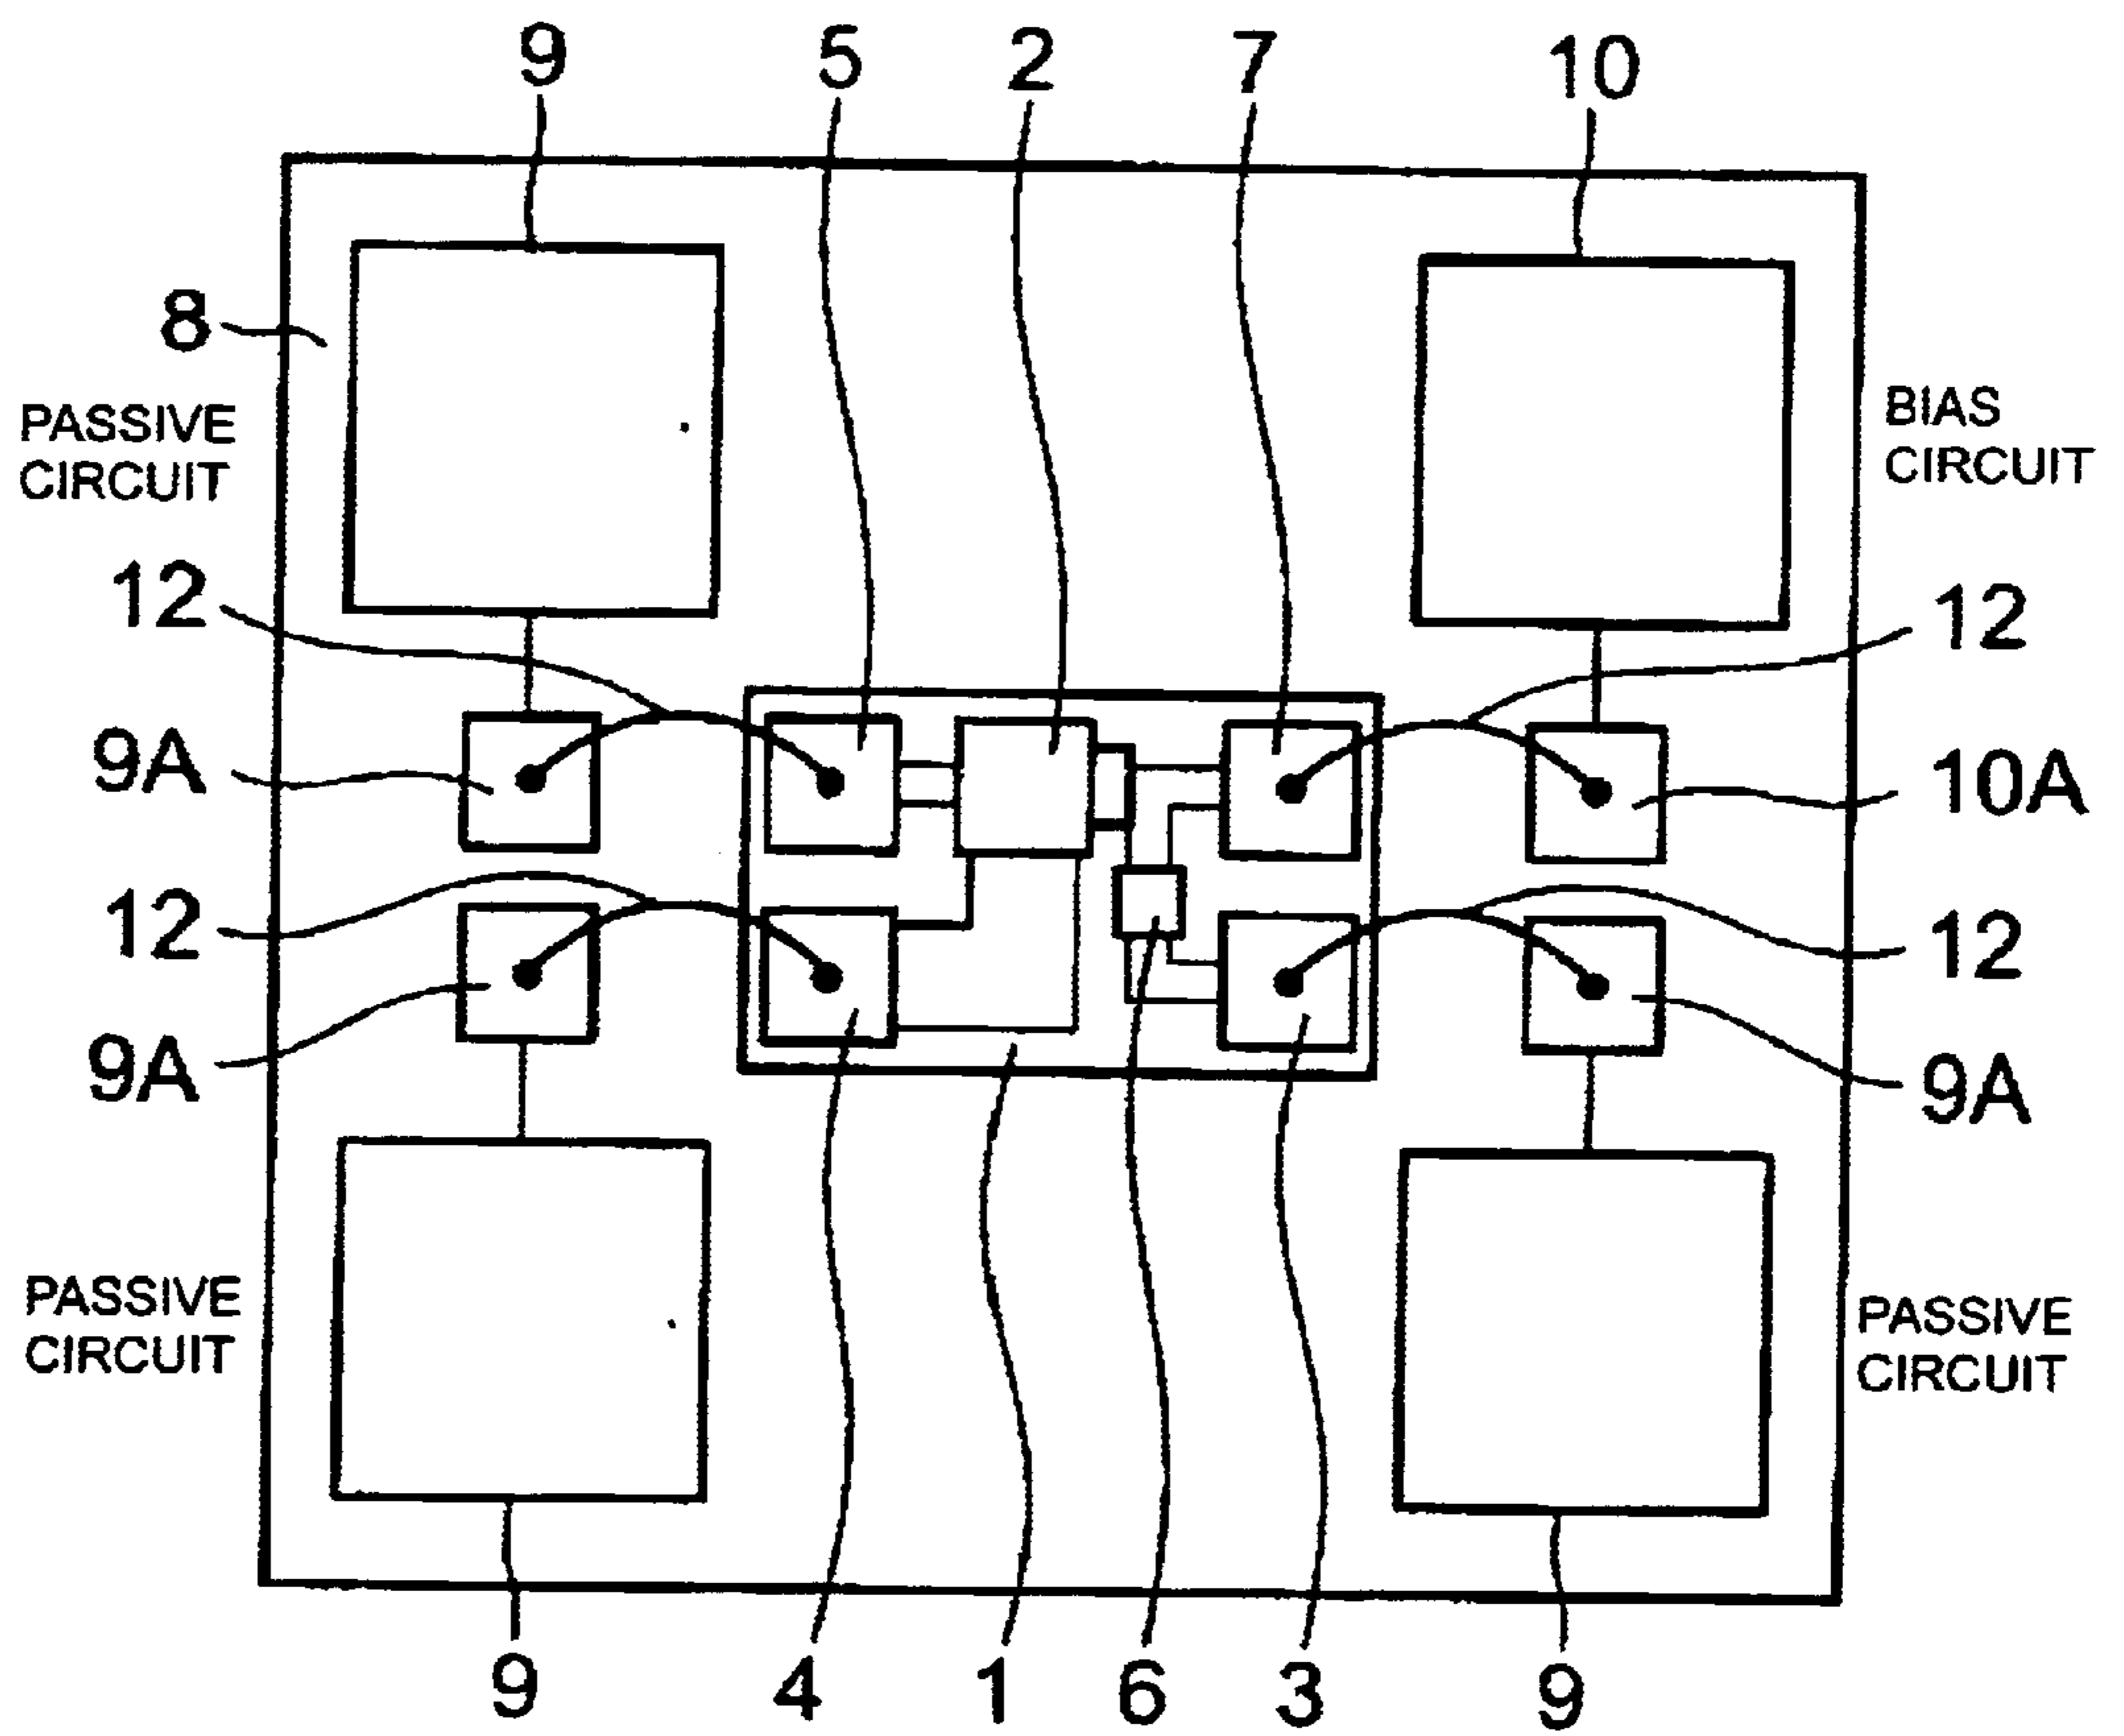 9 5 2 7 10
8
PASSIVE
CIRCUIT
BIAS
CIRCUIT
12 12
9A 10A
12 12
9A 9A
PASSIVE
CIRCUIT
PASSIVE
CIRCUIT
9 4 1 6 3 9